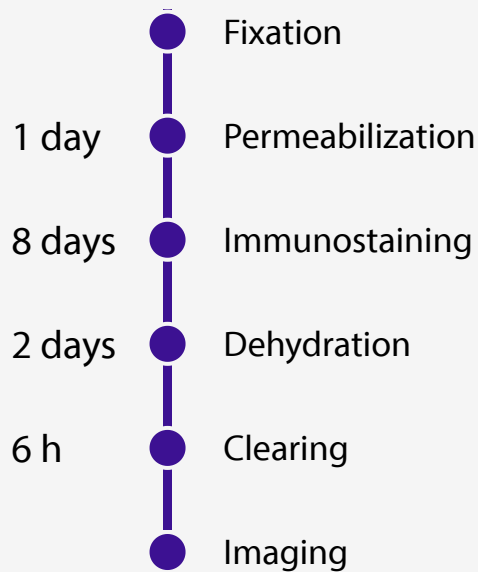 Fixation
1 day Permeabilization
8 days Immunostaining
2 days Dehydration
6 h Clearing
Imaging